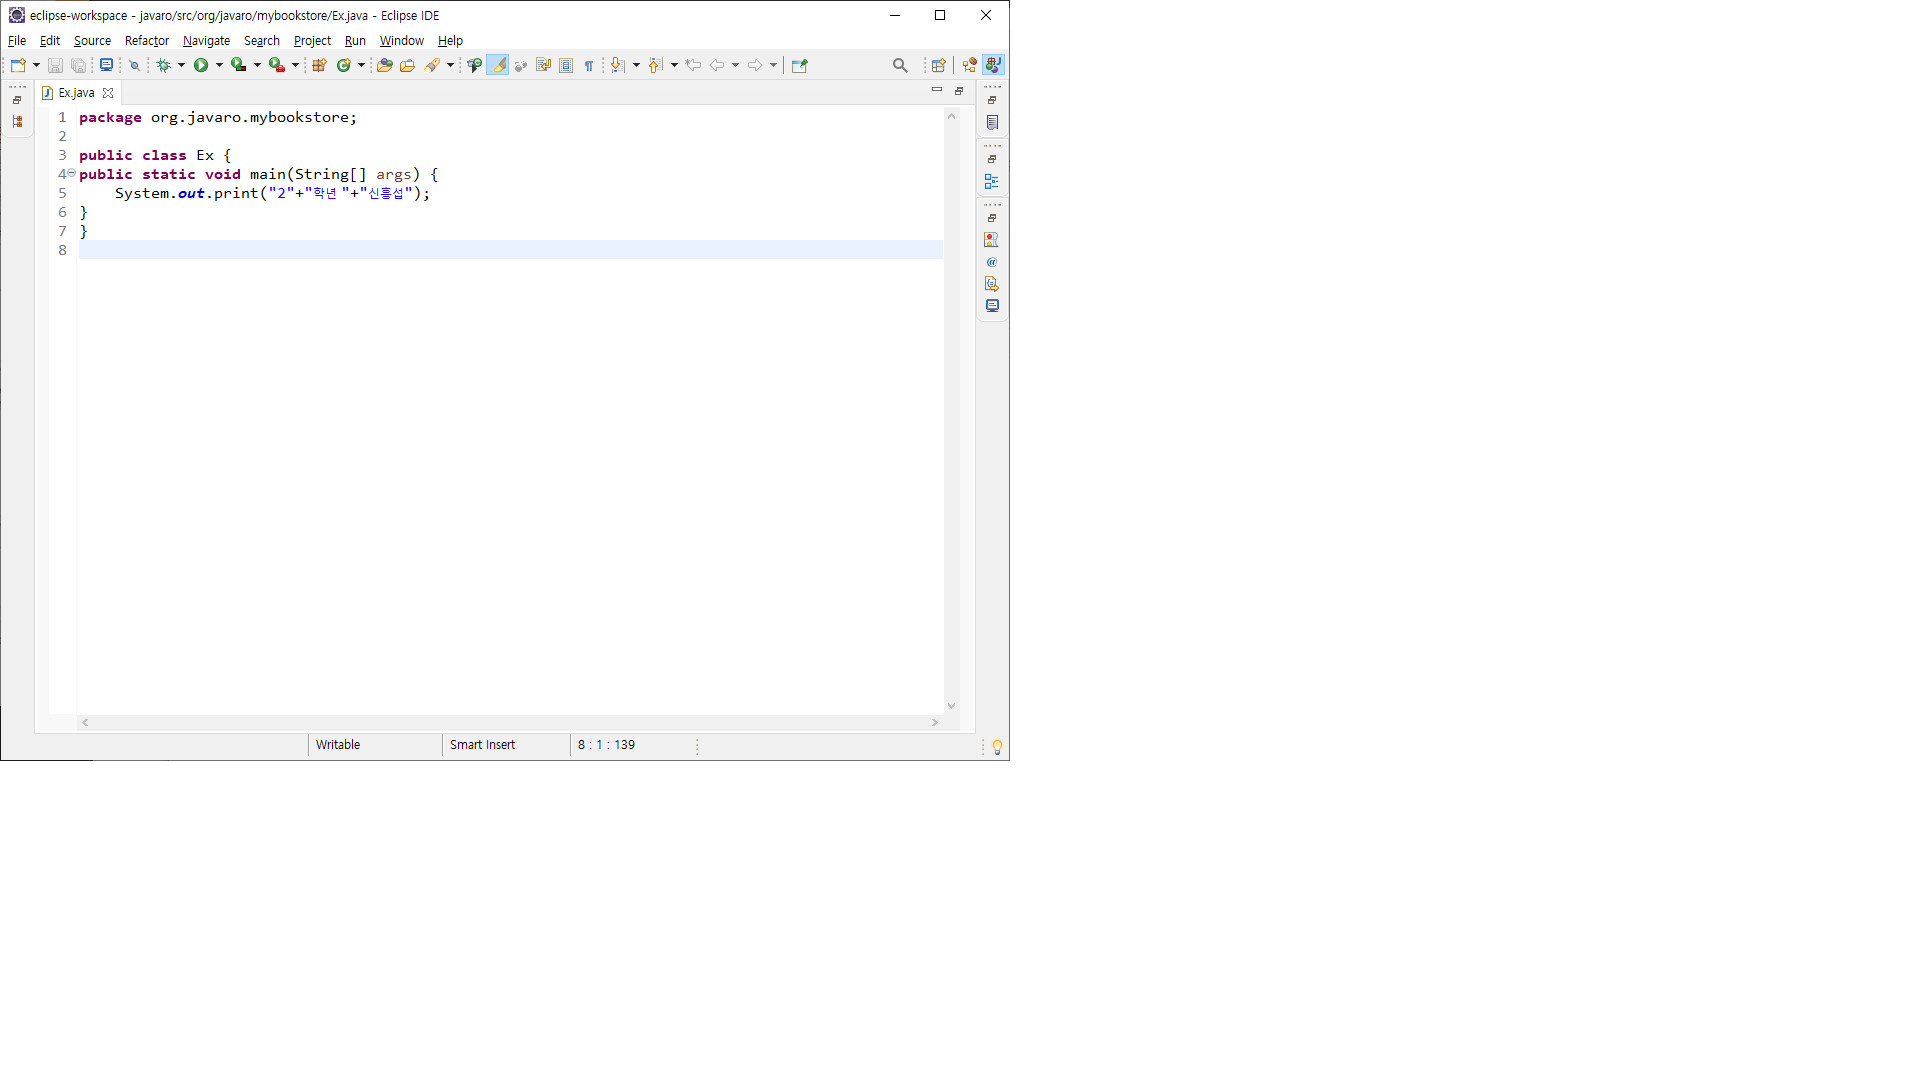 eclipse-workspace - javaro/src/org/javaro/mybookstore/Ex.java - Eclipse IDE
File Edit Source Refactor Navigate Search Project Run Window Help
Ex.java
1 package org.javaro.mybookstore;
2
3 public class Ex {
4 public static void main(String[] args) {
5 System.out.print("2"+"학년 "+"신흥섭");
6 }
7 }
8
Writable Smart Insert 8 : 1 : 139